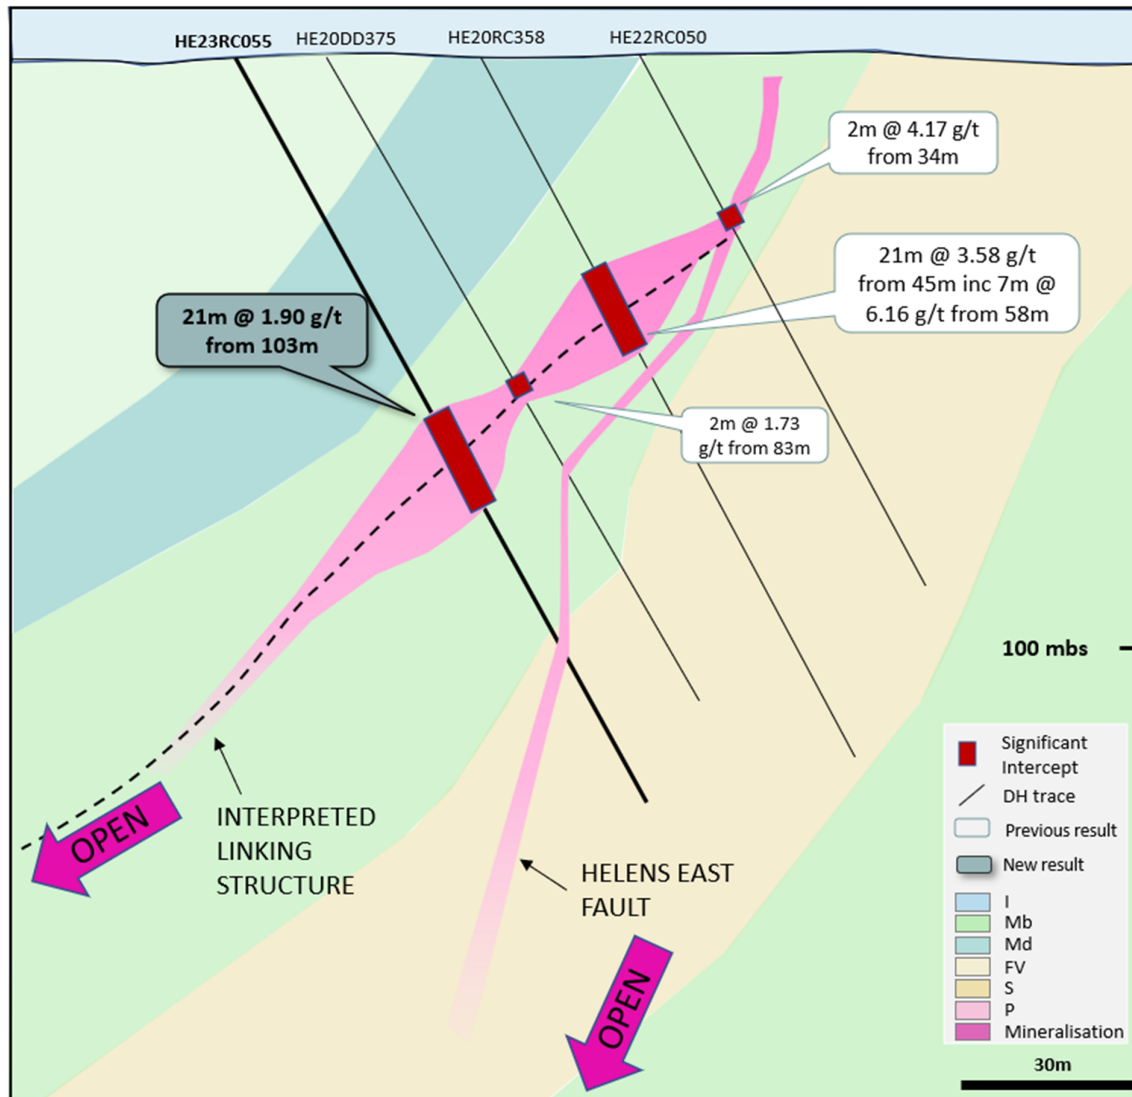 HE23RC055
HE20DD375
HE20RC358
HE22RC050
2m @ 4.17 g/t
from 34m
21m @ 3.58 g/t
from 45m inc 7m @
6.16 g/t from 58m
21m @ 1.90 g/t
from 103m
2m @ 1.73
g/t from 83m
100 mbs
OPEN
INTERPRETED
LINKING
STRUCTURE
HELENS EAST
FAULT
OPEN
Significant
Intercept
DH trace
Previous result
New result
I
Mb
Md
FV
S
P
Mineralisation
30m